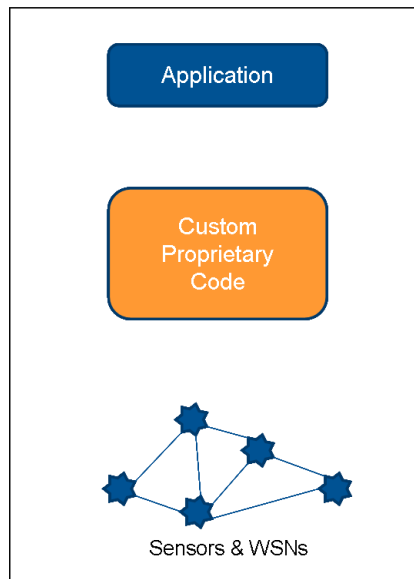 Application
Custom
Proprietary
Code
Sensors & WSNs